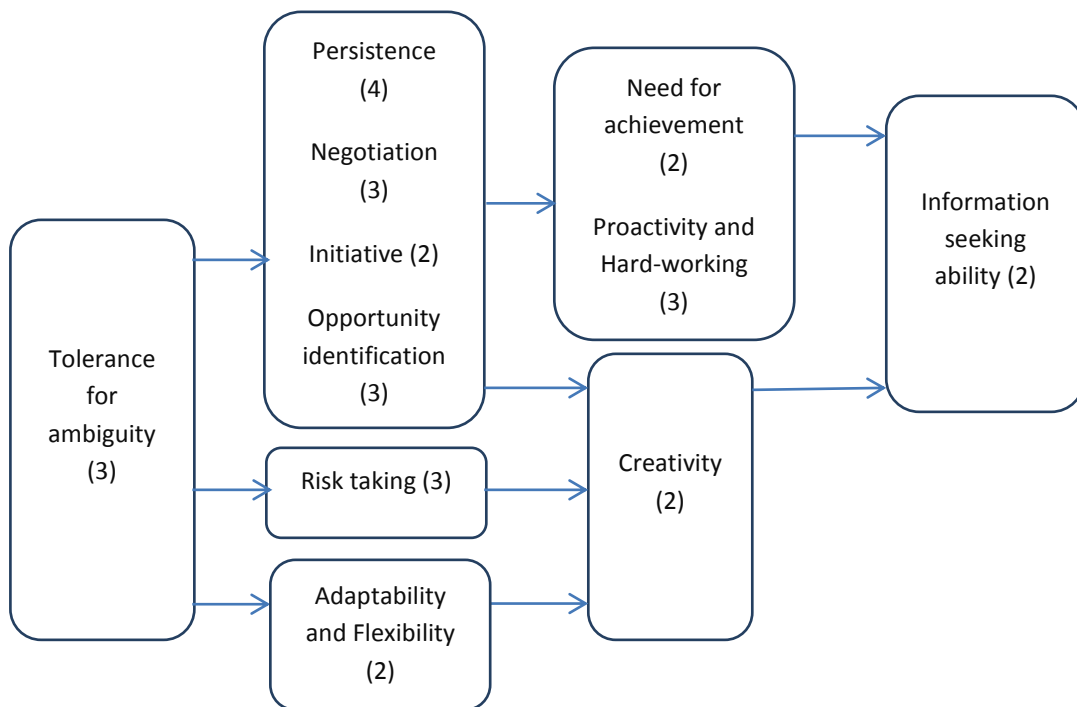 Tolerance
for
ambiguity
(3)
Persistence
(4)
Negotiation
(3)
Initiative (2)
Opportunity
identification
(3)
Risk taking (3)
Adaptability
and Flexibility
(2)
Need for
achievement
(2)
Proactivity and
Hard-working
(3)
Creativity
(2)
Information
seeking
ability (2)